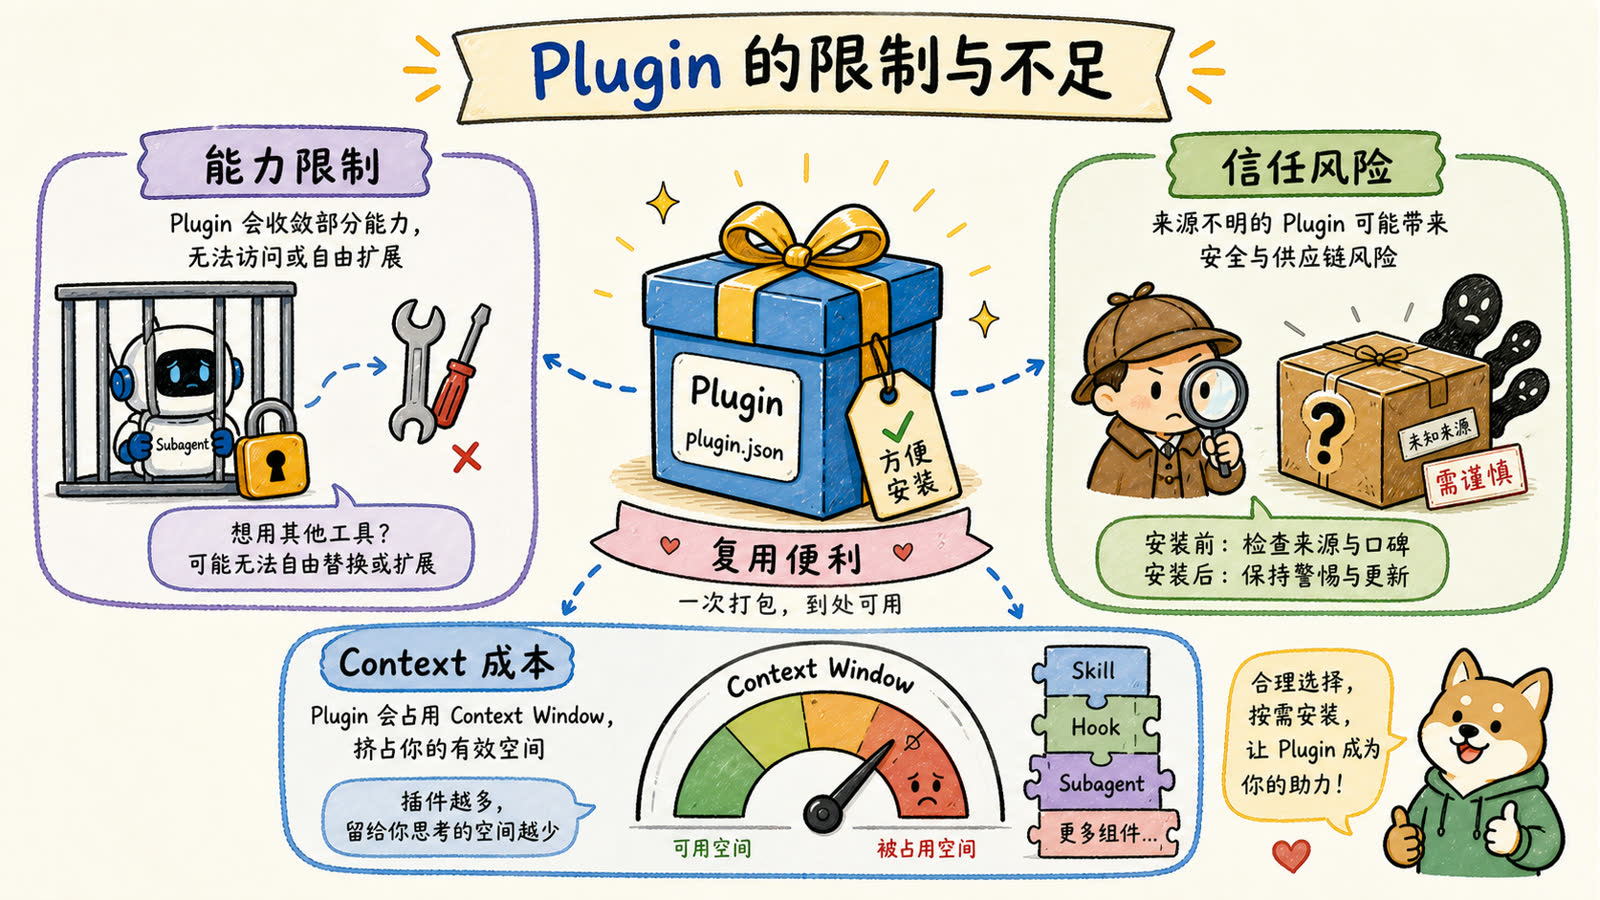 Plugin 的限制与不足
能力限制
Plugin 会收敛部分能力，
无法访问或自由扩展
Subagent
想用其他工具？
可能无法自由替换或扩展
Plugin
plugin.json
方便
安装
复用便利
一次打包，到处可用
信任风险
来源不明的 Plugin 可能带来
安全与供应链风险
?
未知来源
需谨慎
安装前：检查来源与口碑
安装后：保持警惕与更新
Context 成本
Plugin 会占用 Context Window，
挤占你的有效空间
插件越多，
留给你思考的空间越少
Context Window
可用空间
被占用空间
Skill
Hook
Subagent
更多组件...
合理选择，
按需安装，
让 Plugin 成为
你的助力！